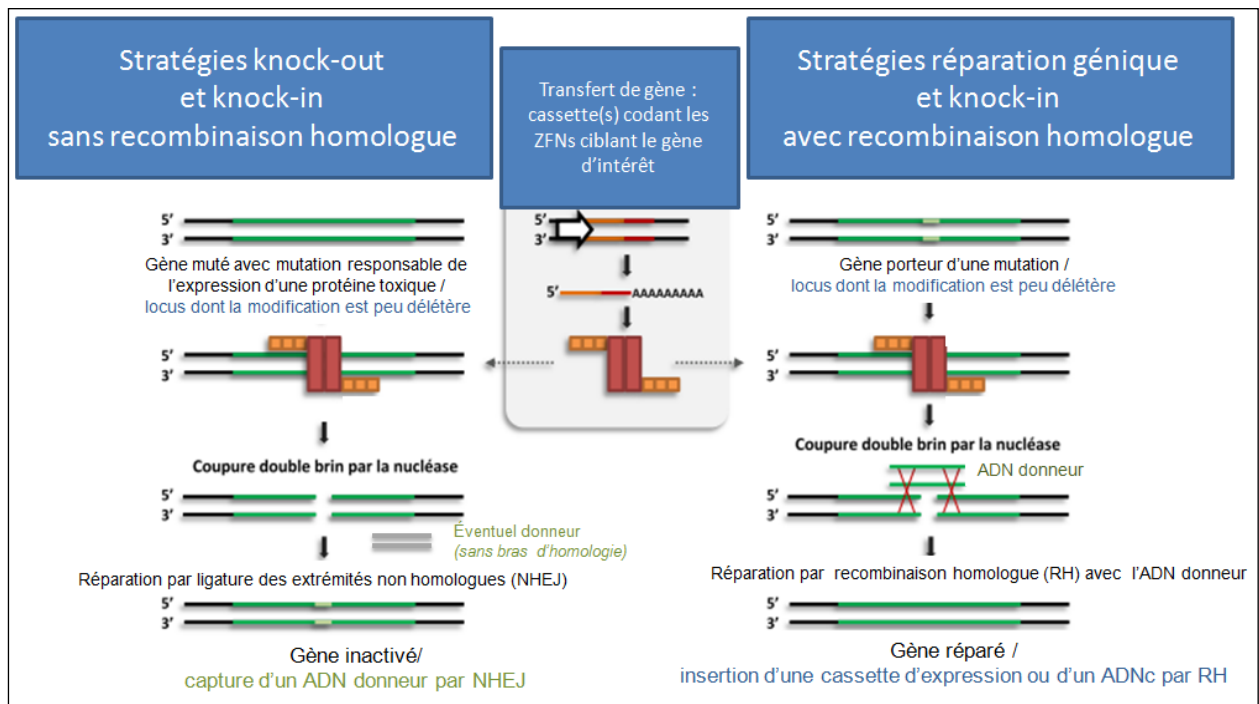 Stratégies knock-out
et knock-in
sans recombinaison homologue
Transfert de gène :
cassette(s) codant les
ZFNs ciblant le gène
d'intérêt
Stratégies réparation génique
et knock-in
avec recombinaison homologue
5’
3’
Gène muté avec mutation responsable de
l’expression d’une protéine toxique /
locus dont la modification est peu délétère
5’
3’
Coupure double brin par la nucléase
5’
3’
Éventuel donneur
(sans bras d’homologie)
Réparation par ligature des extrémités non homologues (NHEJ)
5’
3’
Gène inactivé/
capture d’un ADN donneur par NHEJ
5’
3’
5’ AAAAAAAAA
5’
3’
Gène porteur d’une mutation /
locus dont la modification est peu délétère
5’
3’
Coupure double brin par la nucléase
ADN donneur
5’
3’
Réparation par recombinaison homologue (RH) avec l’ADN donneur
5’
3’
Gène réparé /
insertion d’une cassette d’expression ou d’un ADNc par RH